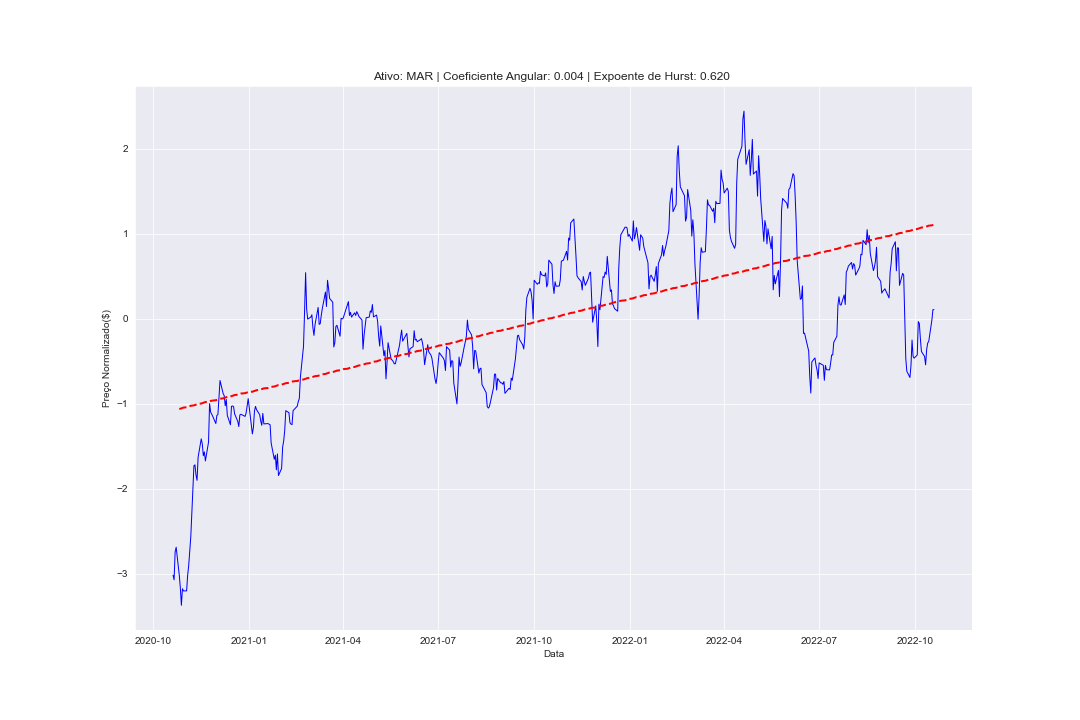 Ativo: MAR | Coeficiente Angular: 0.004 | Expoente de Hurst: 0.620
Preço Normalizado($)
2
1
0
−1
−2
−3
2020-10 2021-01 2021-04 2021-07 2021-10 2022-01 2022-04 2022-07 2022-10
Data